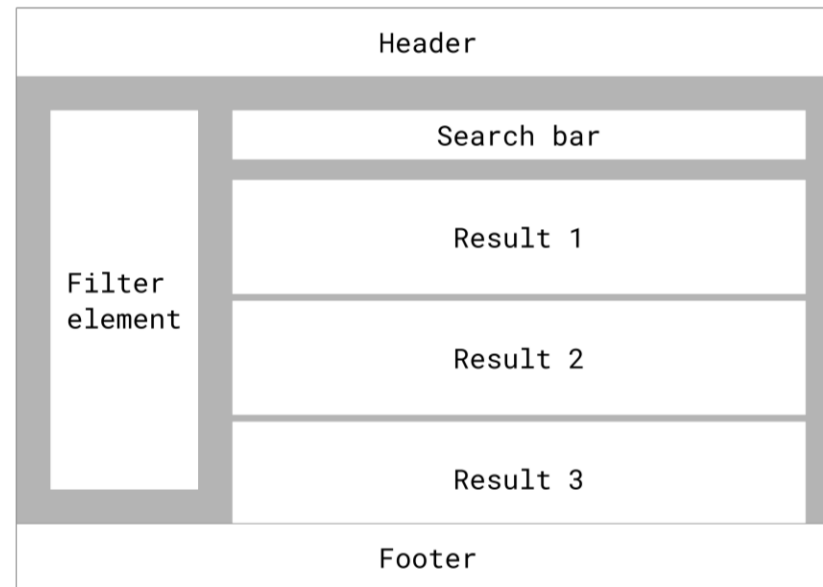 Header
Search bar
Filter
element
Result 1
Result 2
Result 3
Footer